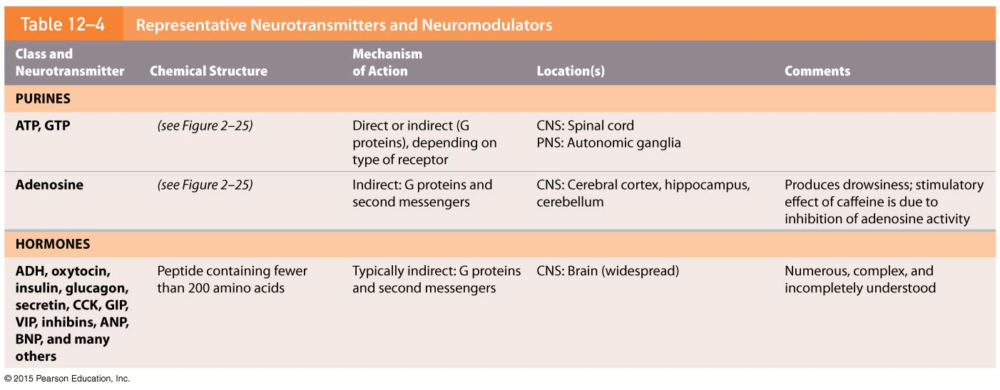 Table 12–4 Representative Neurotransmitters and Neuromodulators
Class and
Neurotransmitter
Chemical Structure
Mechanism
of Action
Location(s)
Comments
PURINES
ATP, GTP
(see Figure 2–25)
Direct or indirect (G
proteins), depending on
type of receptor
CNS: Spinal cord
PNS: Autonomic ganglia
Adenosine
(see Figure 2–25)
Indirect: G proteins and
second messengers
CNS: Cerebral cortex, hippocampus,
cerebellum
Produces drowsiness; stimulatory
effect of caffeine is due to
inhibition of adenosine activity
HORMONES
ADH, oxytocin,
insulin, glucagon,
secretin, CCK, GIP,
VIP, inhibins, ANP,
BNP, and many
others
Peptide containing fewer
than 200 amino acids
Typically indirect: G proteins
and second messengers
CNS: Brain (widespread)
Numerous, complex, and
incompletely understood
© 2015 Pearson Education, Inc.